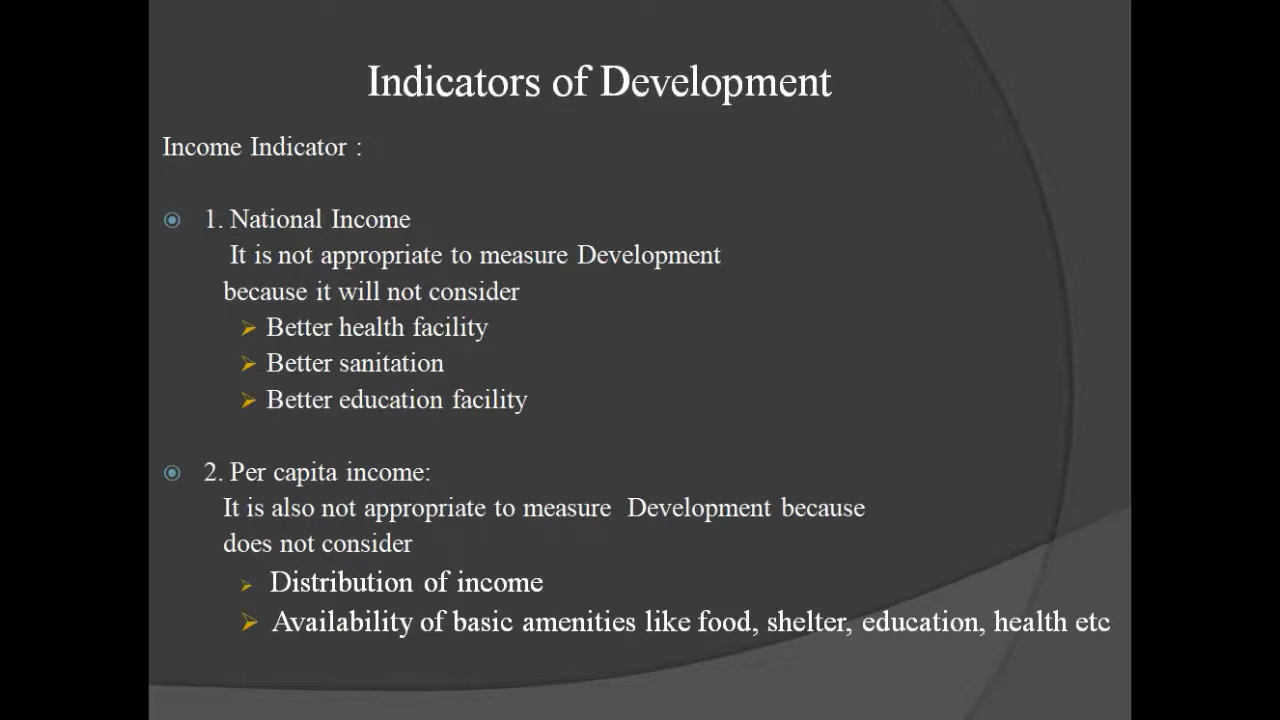 Indicators of Development
Income Indicator :
1. National Income
It is not appropriate to measure Development
because it will not consider
Better health facility
Better sanitation
Better education facility
2. Per capita income:
It is also not appropriate to measure Development because
does not consider
Distribution of income
Availability of basic amenities like food, shelter, education, health etc